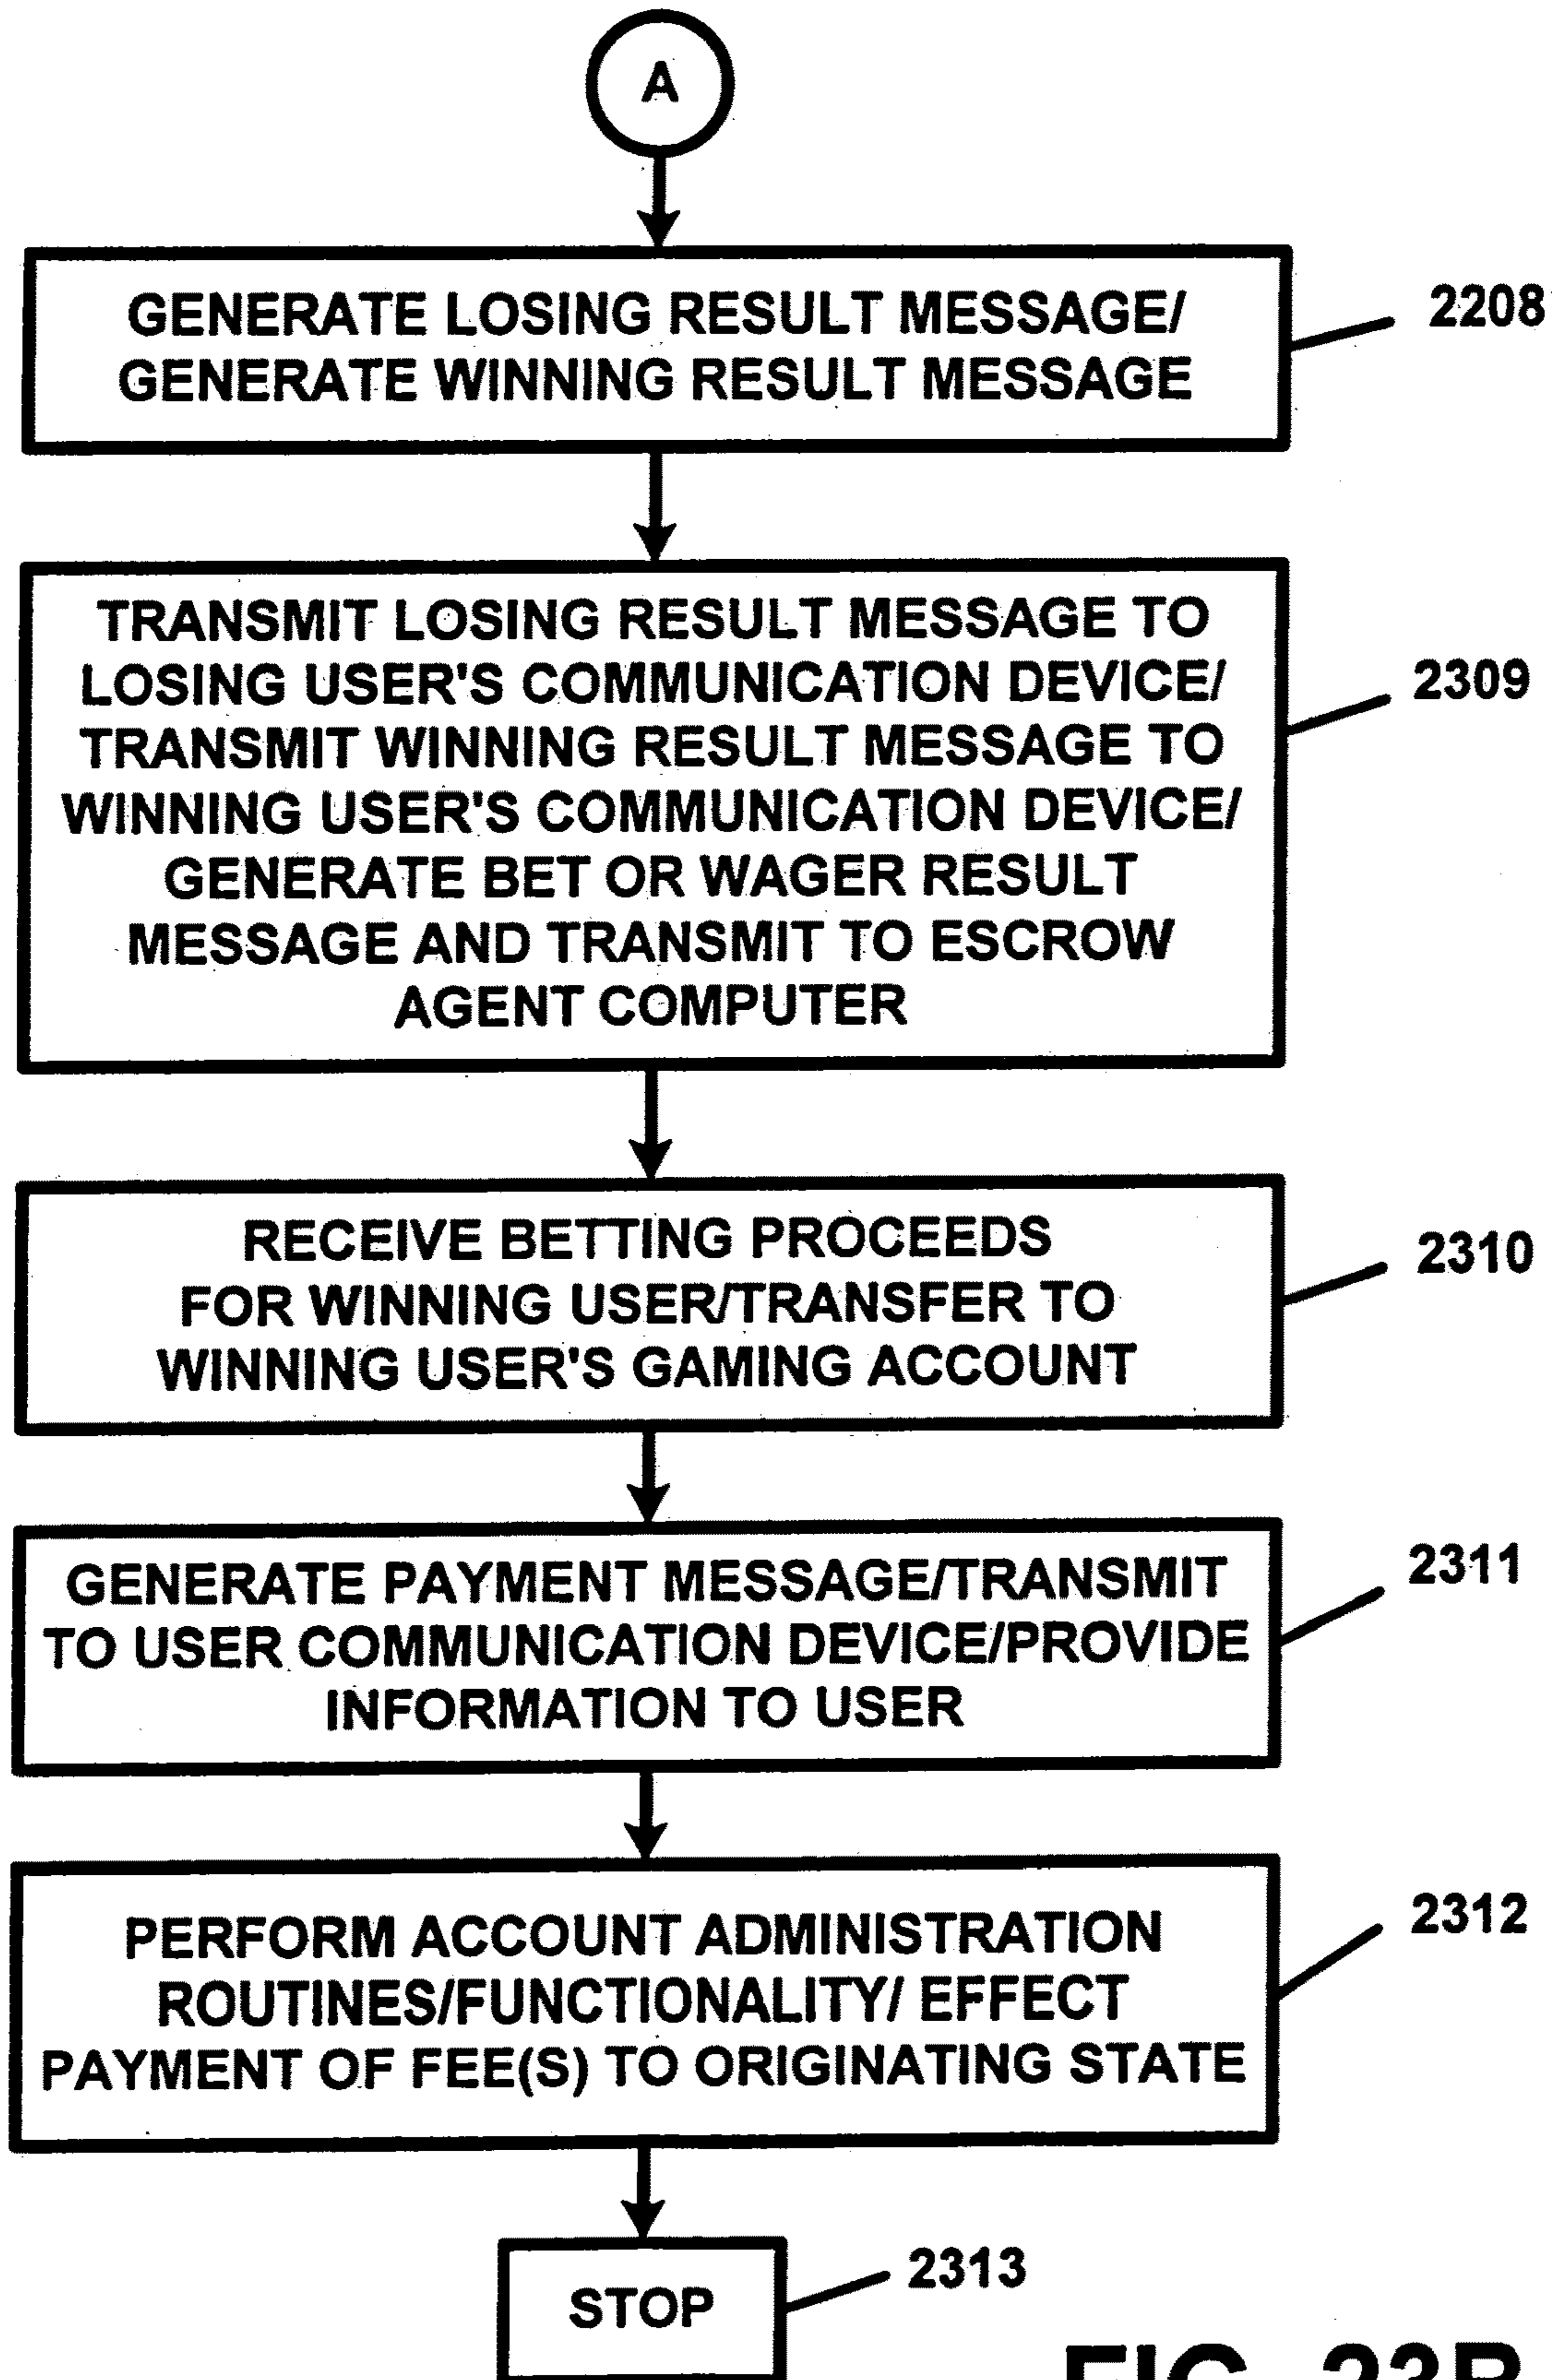 A
GENERATE LOSING RESULT MESSAGE/
GENERATE WINNING RESULT MESSAGE
2208
TRANSMIT LOSING RESULT MESSAGE TO
LOSING USER'S COMMUNICATION DEVICE/
TRANSMIT WINNING RESULT MESSAGE TO
WINNING USER'S COMMUNICATION DEVICE/
GENERATE BET OR WAGER RESULT
MESSAGE AND TRANSMIT TO ESCROW
AGENT COMPUTER
2309
RECEIVE BETTING PROCEEDS
FOR WINNING USER/TRANSFER TO
WINNING USER'S GAMING ACCOUNT
2310
GENERATE PAYMENT MESSAGE/TRANSMIT
TO USER COMMUNICATION DEVICE/PROVIDE
INFORMATION TO USER
2311
PERFORM ACCOUNT ADMINISTRATION
ROUTINES/FUNCTIONALITY/ EFFECT
PAYMENT OF FEE(S) TO ORIGINATING STATE
2312
STOP
2313
FIG. 23B